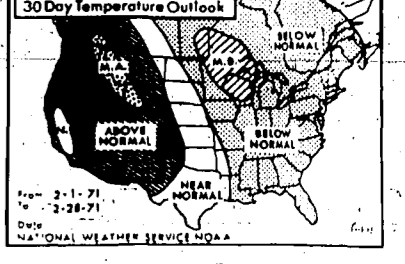 30 Day Temperature Outlook
BELOW
NORMAL
M.A.
M.B.
N.
ABOVE
NORMAL
BELOW
NORMAL
NEAR
NORMAL
From 2-1-71
To 2-28-71
Data
NATIONAL WEATHER SERVICE NOAA